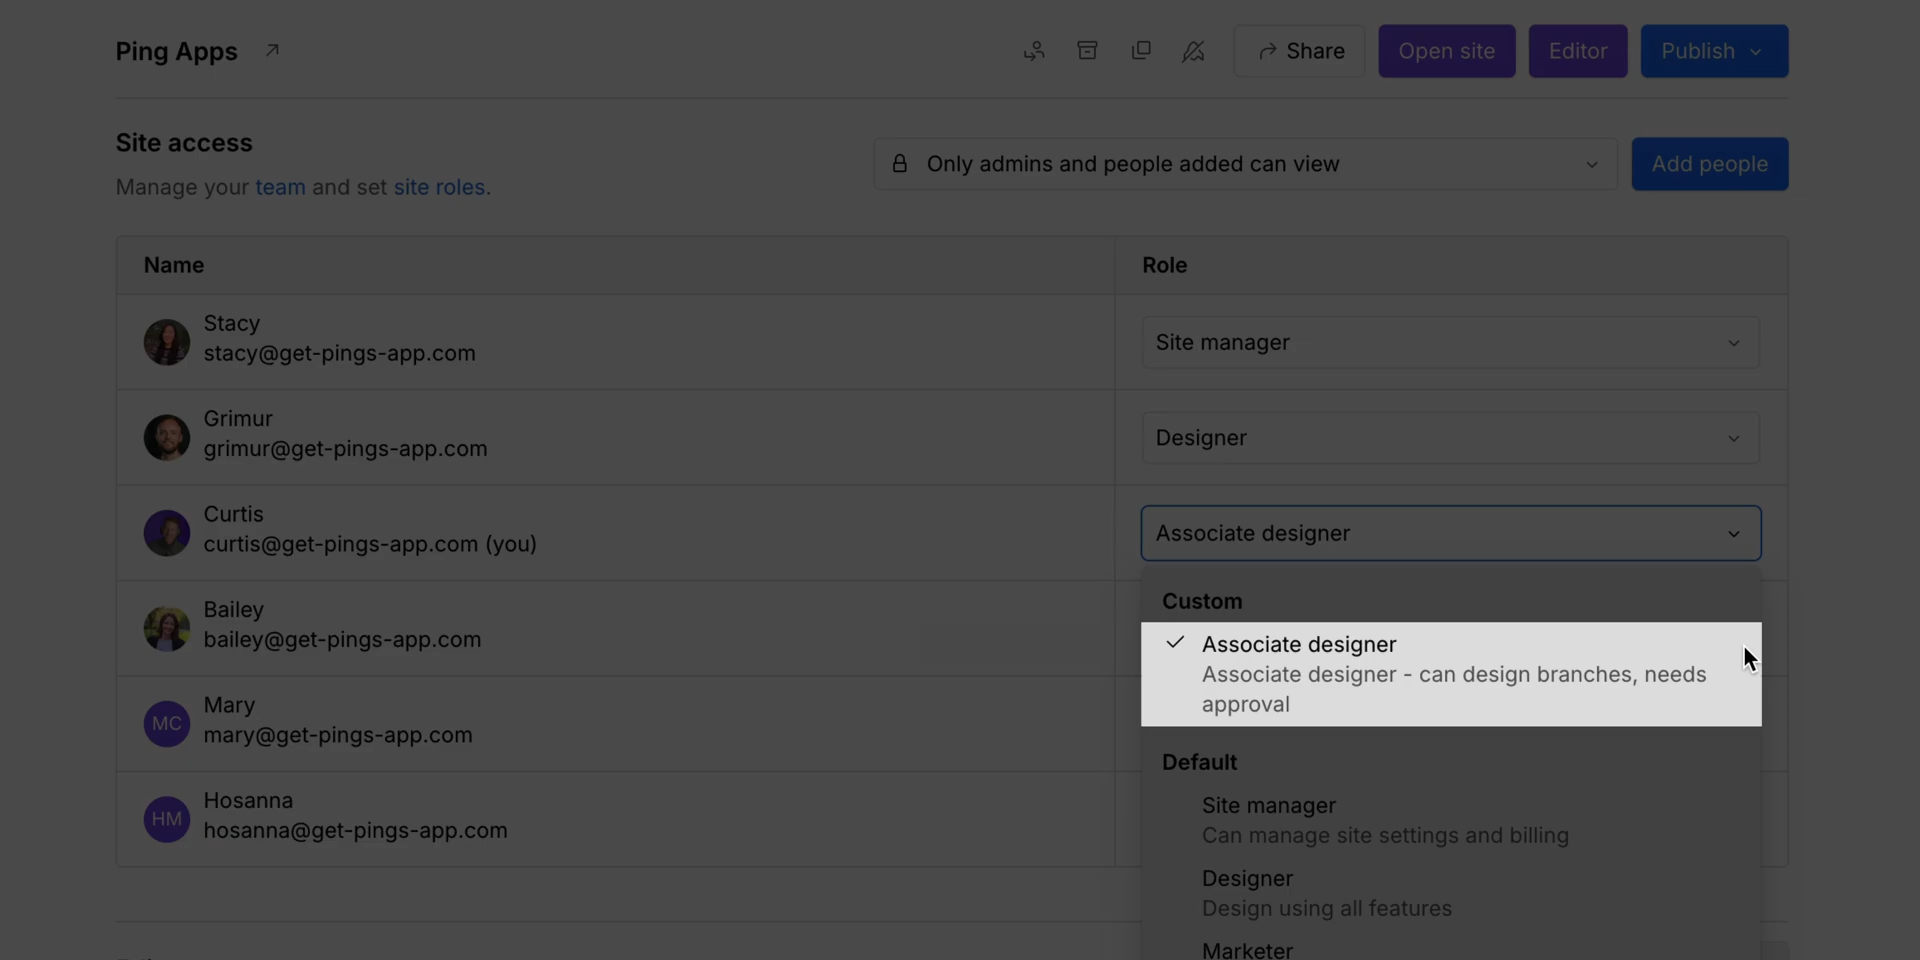 Ping Apps
Share
Open site
Editor
Publish
Site access
Manage your team and set site roles.
Only admins and people added can view
Add people
Name
Role
Stacy
stacy@get-pings-app.com
Site manager
Grimur
grimur@get-pings-app.com
Designer
Curtis
curtis@get-pings-app.com (you)
Associate designer
Bailey
bailey@get-pings-app.com
MC
Mary
mary@get-pings-app.com
HM
Hosanna
hosanna@get-pings-app.com
Custom
Associate designer
Associate designer - can design branches, needs
approval
Default
Site manager
Can manage site settings and billing
Designer
Design using all features
Marketer